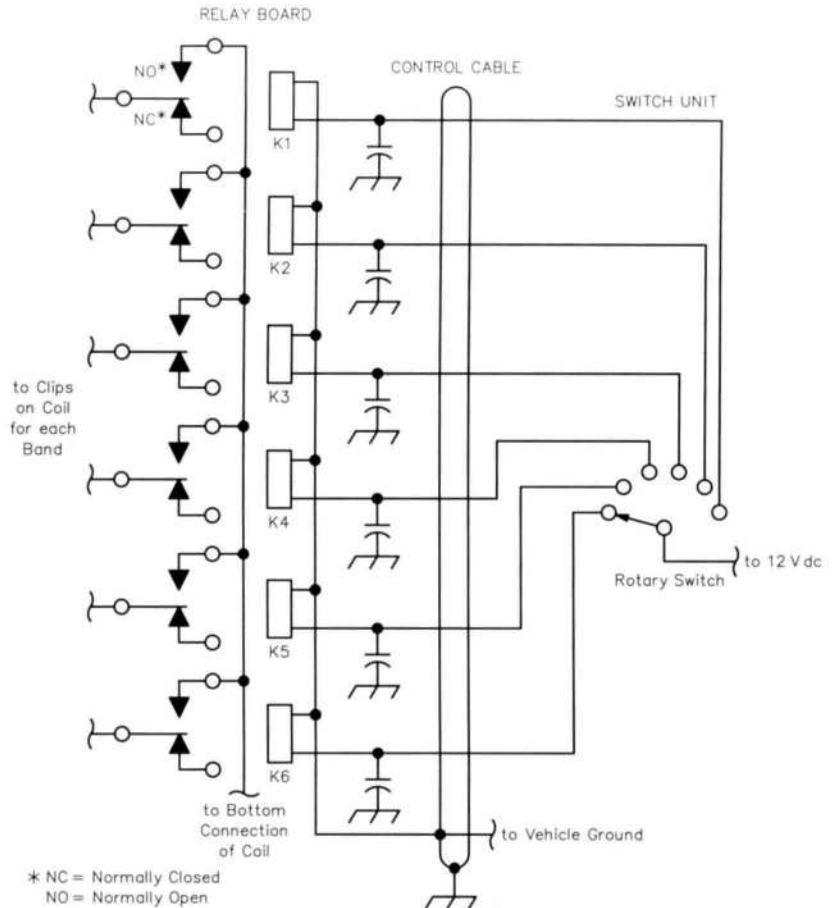 RELAY BOARD
CONTROL CABLE
SWITCH UNIT
NO*
NC*
K1
K2
K3
K4
K5
K6
to Clips
on Coil
for each
Band
to 12 V dc
Rotary Switch
to Bottom
Connection
of Coil
to Vehicle Ground
* NC = Normally Closed
NO = Normally Open